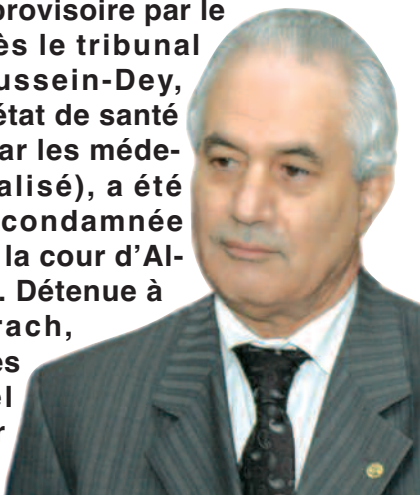 provisoire par le
ès le tribunal
ussein-Dey,
état de santé
ar les méde-
alisé), a été
condamnée
la cour d'Al-
. Détenue à
rach,
es
el
r